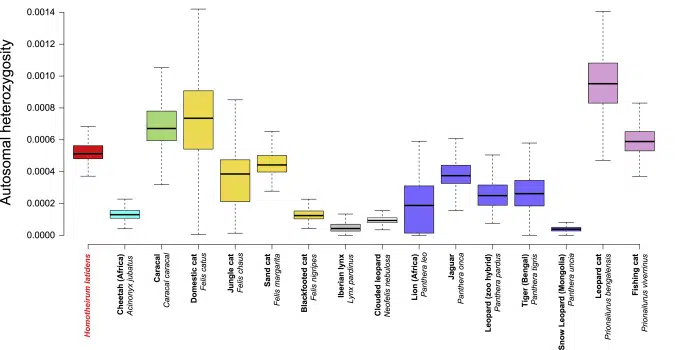 Autosomal heterozygosity
0.0014
0.0012
0.0010
0.0008
0.0006
0.0004
0.0002
0.0000
Homotheirum latidens
Cheetah (Africa)
Acinonyx jubatus
Caracal
Caracal caracal
Domestic cat
Felis catus
Jungle cat
Felis chaus
Sand cat
Felis margarita
Blackfooted cat
Felis nigripes
Iberian lynx
Lynx pardinus
Clouded leopard
Neofelis nebulosa
Lion (Africa)
Panthera leo
Jaguar
Panthera onca
Leopard (zoo hybrid)
Panthera pardus
Tiger (Bengal)
Panthera tigris
Snow Leopard (Mongolia)
Panthera uncia
Leopard cat
Prionailurus bengalensis
Fishing cat
Prionailurus viverrinus